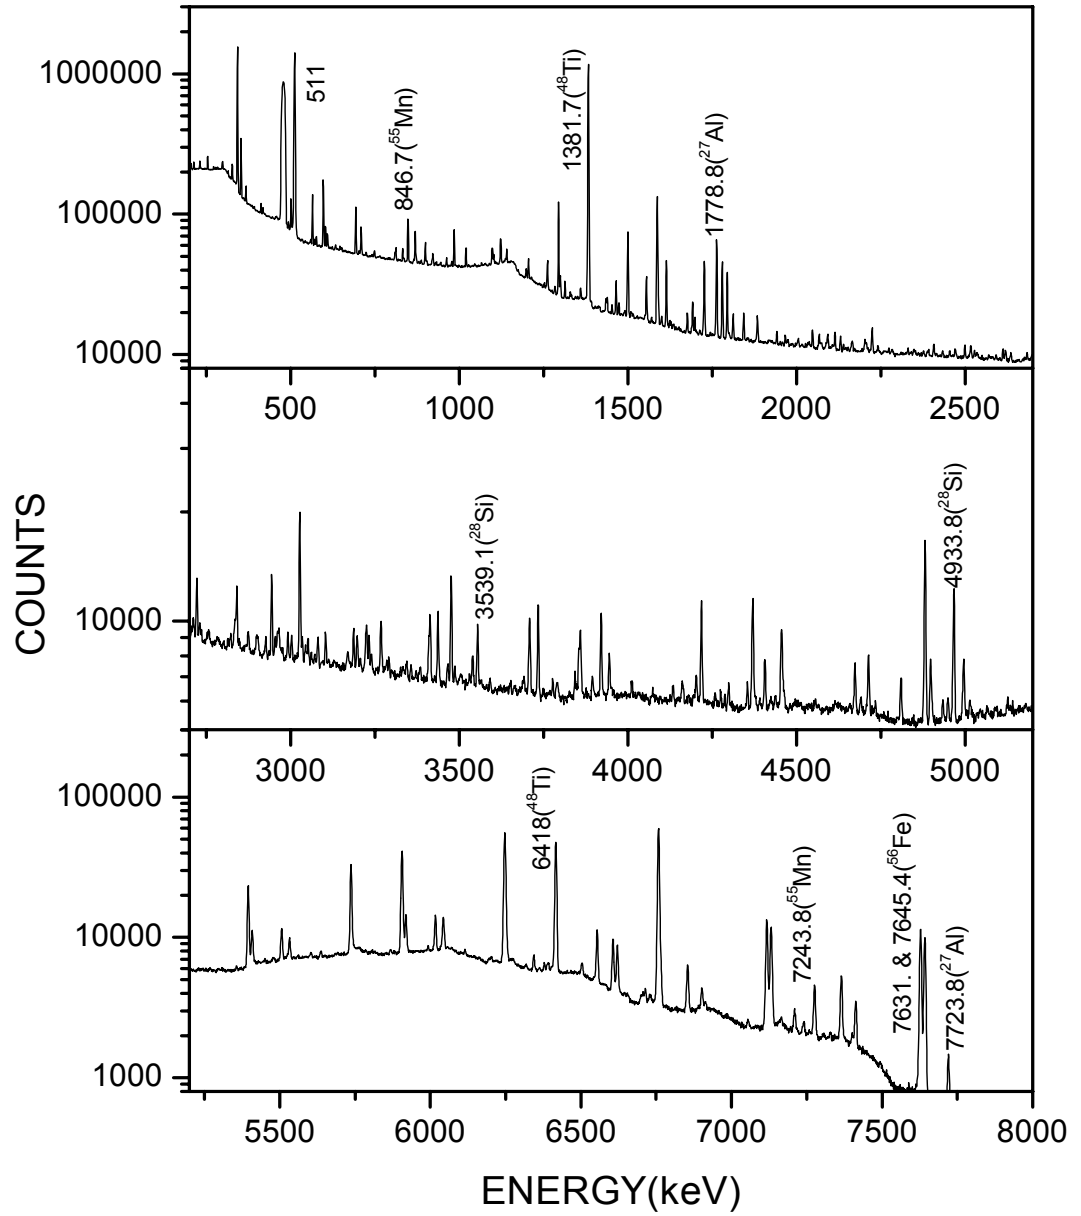 COUNTS
1000000
100000
10000
511
846.7(⁵⁵Mn)
1381.7(⁴⁸Ti)
1778.8(²⁷Al)
500 1000 1500 2000 2500
10000
3539.1(²⁸Si)
4933.8(²⁸Si)
3000 3500 4000 4500 5000
100000
10000
1000
6418(⁴⁸Ti)
7243.8(⁵⁵Mn)
7631. & 7645.4(⁵⁶Fe)
7723.8(²⁷Al)
5500 6000 6500 7000 7500 8000
ENERGY(keV)